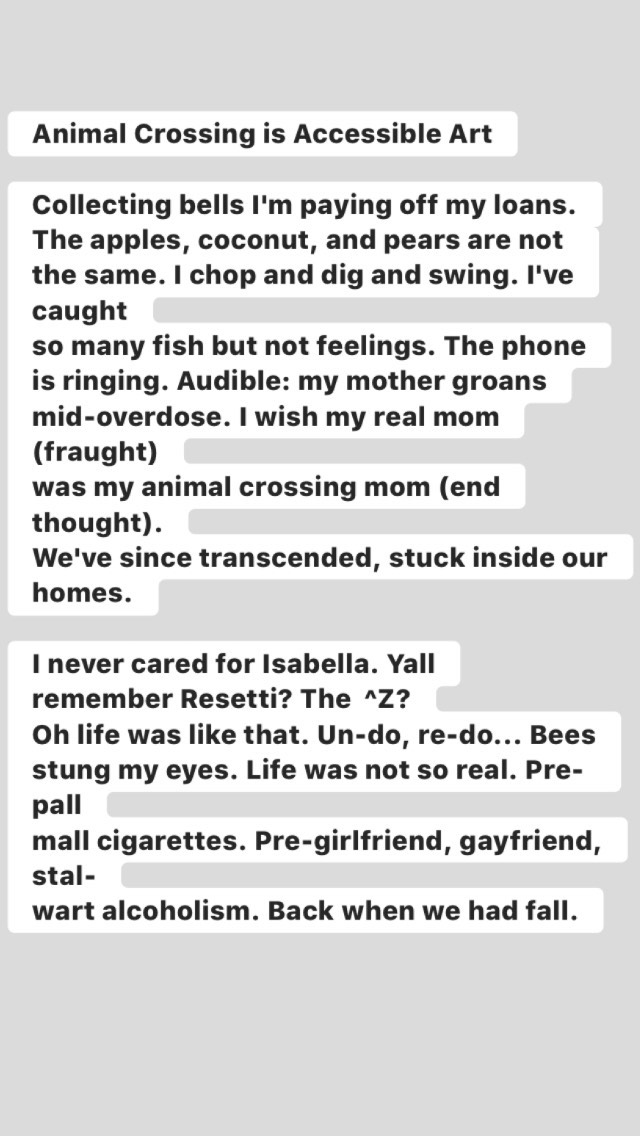 Animal Crossing is Accessible Art
Collecting bells I'm paying off my loans.
The apples, coconut, and pears are not
the same. I chop and dig and swing. I've
caught
so many fish but not feelings. The phone
is ringing. Audible: my mother groans
mid-overdose. I wish my real mom
(fraught)
was my animal crossing mom (end
thought).
We've since transcended, stuck inside our
homes.
I never cared for Isabella. Yall
remember Resetti? The ^Z?
Oh life was like that. Un-do, re-do... Bees
stung my eyes. Life was not so real. Pre-
pall
mall cigarettes. Pre-girlfriend, gayfriend,
stal-
wart alcoholism. Back when we had fall.